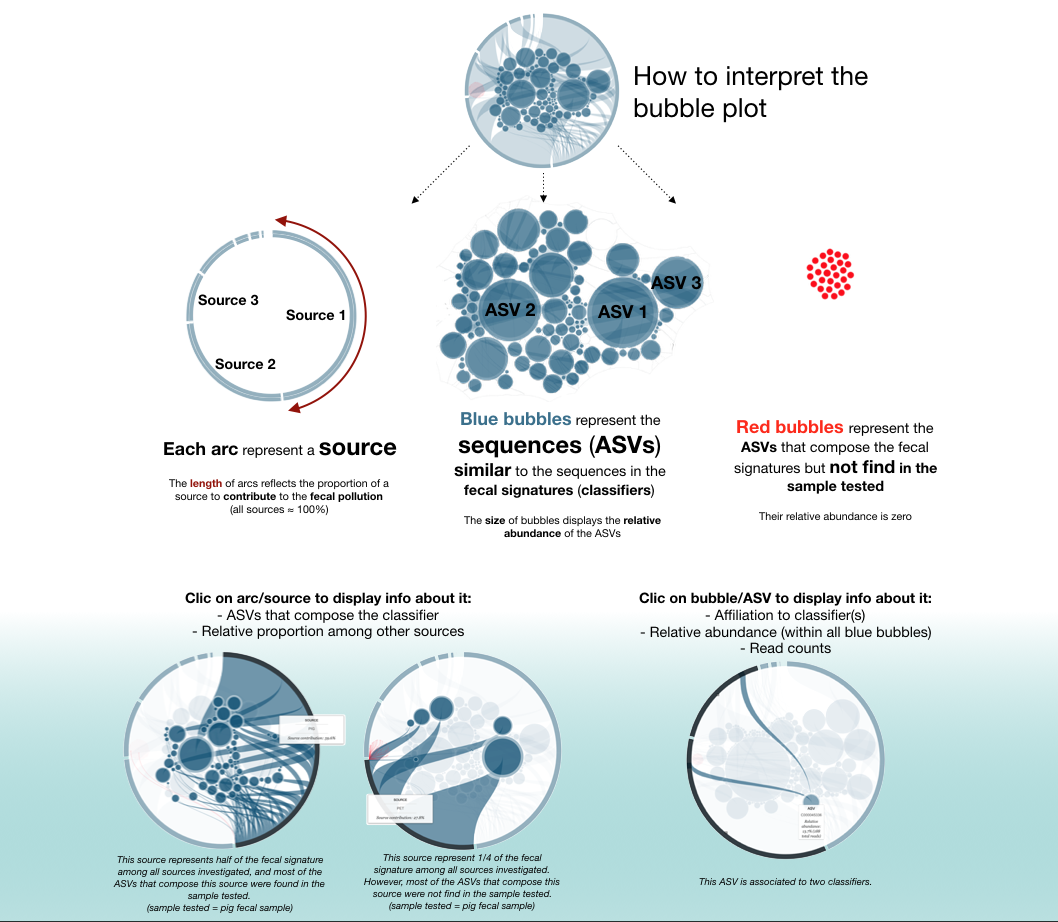 How to interpret the
bubble plot
Source 3
Source 1
Source 2
ASV 2
ASV 1
ASV 3
Each arc represent a source
The length of arcs reflects the proportion of a
source to contribute to the fecal pollution
(all sources ≈ 100%)
Blue bubbles represent the
sequences (ASVs)
similar to the sequences in the
fecal signatures (classifiers)
The size of bubbles displays the relative
abundance of the ASVs
Red bubbles represent the
ASVs that compose the fecal
signatures but not find in the
sample tested
Their relative abundance is zero
Clic on arc/source to display info about it:
- ASVs that compose the classifier
- Relative proportion among other sources
Clic on bubble/ASV to display info about it:
- Affiliation to classifier(s)
- Relative abundance (within all blue bubbles)
- Read counts
SOURCE
PIG
Source contribution:
SOURCE
PET
Source contribution:
ASV
Relative
abundance:
This source represents half of the fecal signature
among all sources investigated, and most of the
ASVs that compose this source were found in the
sample tested.
(sample tested = pig fecal sample)
This source represent 1/4 of the fecal
signature among all sources investigated.
However, most of the ASVs that compose this
source were not find in the sample tested.
(sample tested = pig fecal sample)
This ASV is associated to two classifiers.